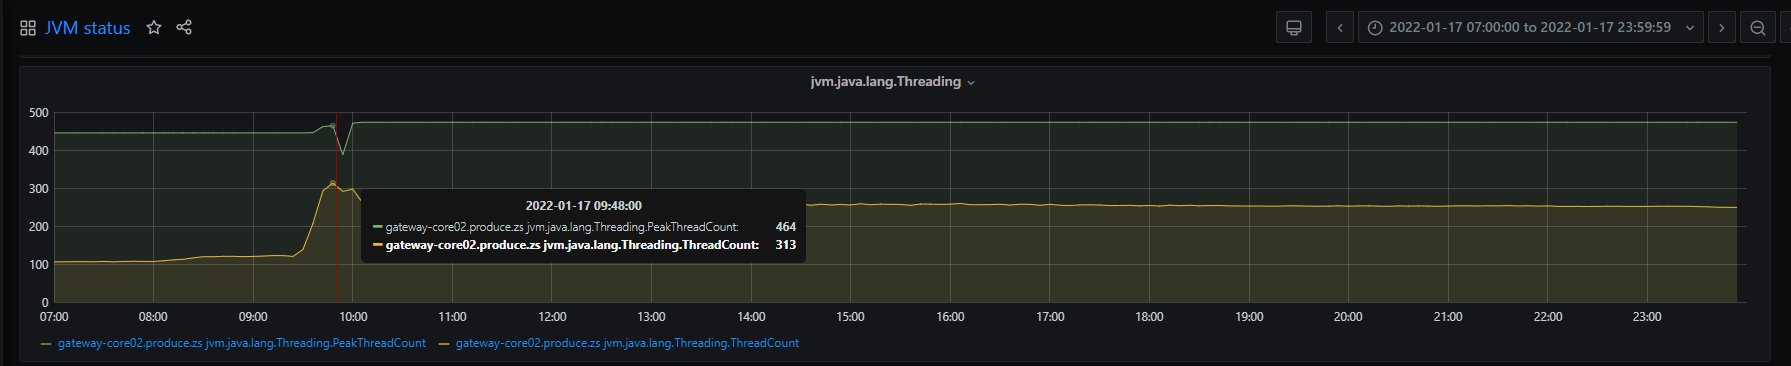 JVM status
2022-01-17 07:00:00 to 2022-01-17 23:59:59
jvm.java.lang.Threading
500
400
300
200
100
0
2022-01-17 09:48:00
gateway-core02.produce.zs jvm.java.lang.Threading.PeakThreadCount: 464
gateway-core02.produce.zs jvm.java.lang.Threading.ThreadCount: 313
07:00 08:00 09:00 10:00 11:00 12:00 13:00 14:00 15:00 16:00 17:00 18:00 19:00 20:00 21:00 22:00 23:00
gateway-core02.produce.zs jvm.java.lang.Threading.PeakThreadCount gateway-core02.produce.zs jvm.java.lang.Threading.ThreadCount